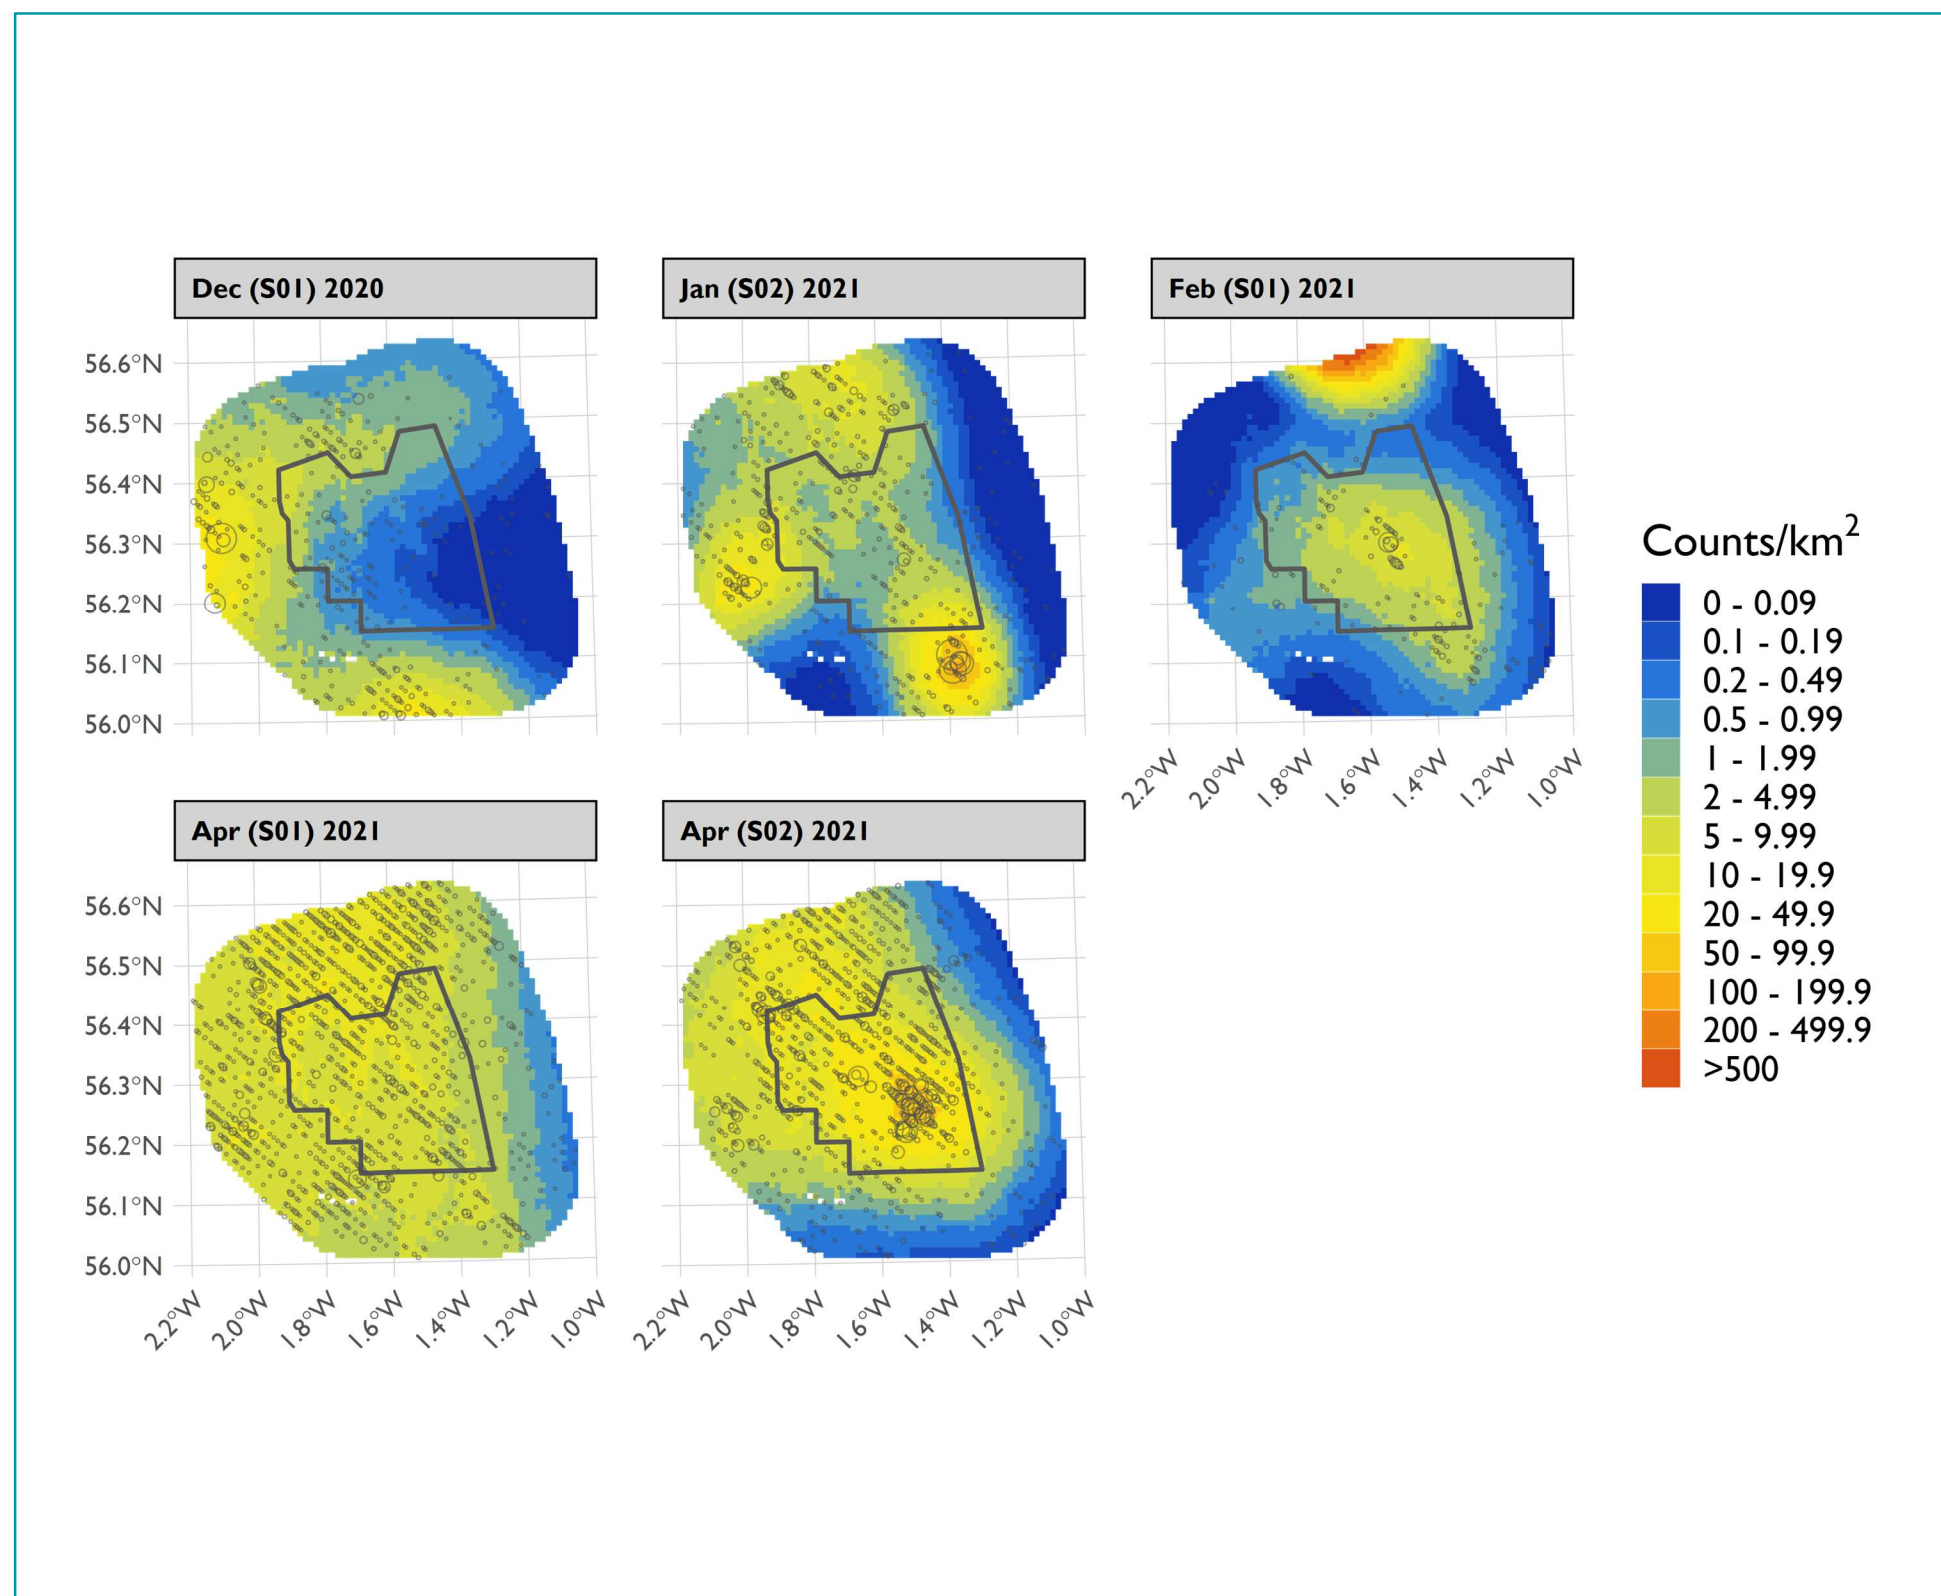 Dec (S01) 2020
Jan (S02) 2021
Feb (S01) 2021
56.6°N
56.5°N
56.4°N
56.3°N
56.2°N
56.1°N
56.0°N
2.2°W
2.0°W
1.8°W
1.6°W
1.4°W
1.2°W
1.0°W
Counts/km²
0 - 0.09
0.1 - 0.19
0.2 - 0.49
0.5 - 0.99
1 - 1.99
2 - 4.99
5 - 9.99
10 - 19.9
20 - 49.9
50 - 99.9
100 - 199.9
200 - 499.9
>500
Apr (S01) 2021
Apr (S02) 2021
56.6°N
56.5°N
56.4°N
56.3°N
56.2°N
56.1°N
56.0°N
2.2°W
2.0°W
1.8°W
1.6°W
1.4°W
1.2°W
1.0°W
2.2°W
2.0°W
1.8°W
1.6°W
1.4°W
1.2°W
1.0°W